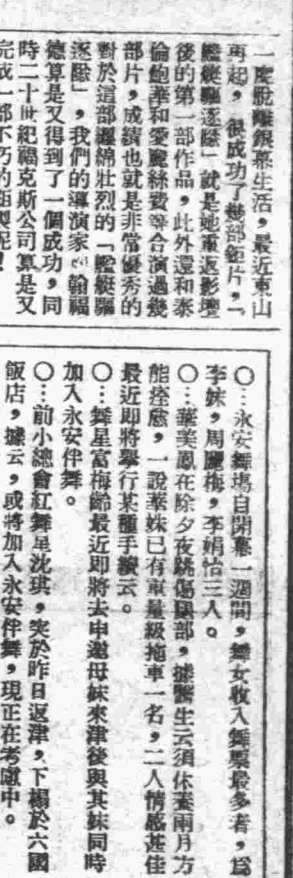 一度脫離銀幕生活，最近東山
再起，很成功了幾部鉅片，「
艦艇驅逐隊」就是她重返影壇
後的第一部作品，此外還和泰
倫鮑華和愛麗絲費等合演過幾
部片，成績也就是非常優秀的
對於這部纏綿壯烈的「艦艇驅
逐隊」，我們的導演家約翰福
德算是又得到了一個成功，同
時二十世紀福克斯公司算是又
完成一部不朽的鉅製呢！
〇…永安舞塲自開幕一週間，舞女收入舞票最多者，爲
李妹，周麗梅，李娟怡三人。
〇…華美鳳在除夕夜跳傷腿部，據醫生云須休養兩月方
能痊愈，一說華妹已有重量級拖車一名，二人情感甚佳
最近即將舉行某種手續云。
〇…舞星富梅齡最近即將去申邀母妹來津後與其妹同時
加入永安伴舞。
〇…前小總會紅舞星沈琪，突於昨日返津，下榻於六國
飯店，據云，或將加入永安伴舞，現正在考慮中。